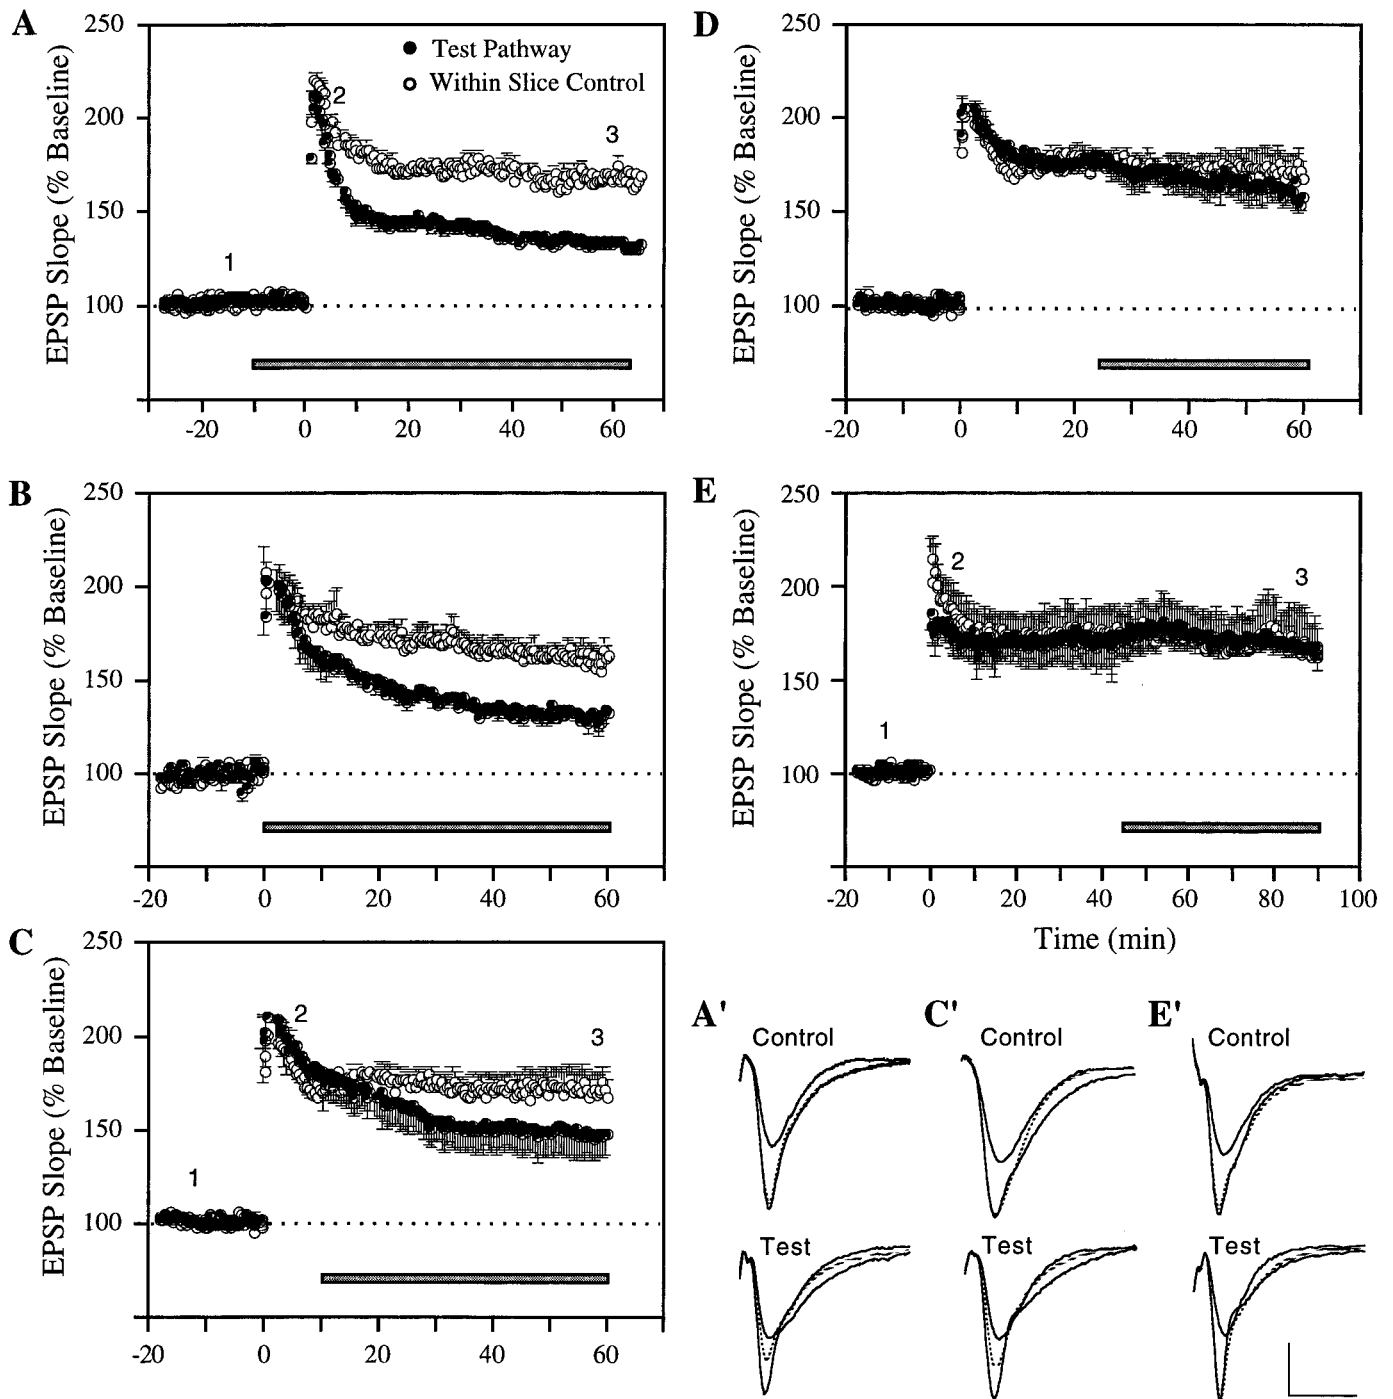 A
EPSP Slope (% Baseline)
250
200
150
100
Test Pathway
Within Slice Control
1
2
3
-20
0
20
40
60
B
EPSP Slope (% Baseline)
250
200
150
100
-20
0
20
40
60
C
EPSP Slope (% Baseline)
250
200
150
100
1
2
3
-20
0
20
40
60
D
EPSP Slope (% Baseline)
250
200
150
100
-20
0
20
40
60
E
EPSP Slope (% Baseline)
250
200
150
100
1
2
3
-20
0
20
40
60
80
100
Time (min)
A'
Control
Test
C'
Control
Test
E'
Control
Test